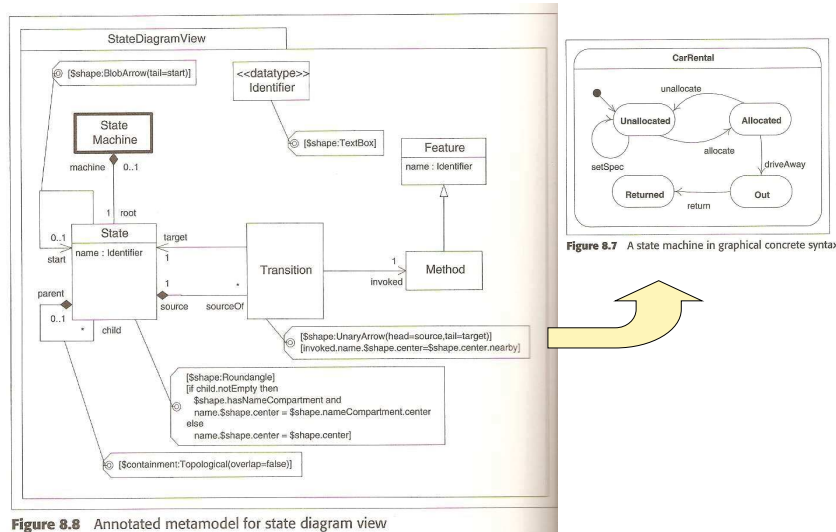 StateDiagramView
[$shape:BlobArrow(tail=start)]
<<datatype>>
Identifier
[$shape:TextBox]
State
Machine
machine
0..1
1
root
Feature
name : Identifier
0..1
start
State
name : Identifier
target
1
Transition
1
invoked
Method
parent
0..1
*
child
1
source
*
sourceOf
[$shape:UnaryArrow(head=source,tail=target)]
[invoked.name.$shape.center=$shape.center.nearby]
[$shape:Roundangle]
[if child.notEmpty then
$shape.hasNameCompartment and
name.$shape.center = $shape.nameCompartment.center
else
name.$shape.center = $shape.center]
[$containment:Topological(overlap=false)]
Figure 8.8 Annotated metamodel for state diagram view
CarRental
unallocate
Unallocated
Allocated
setSpec
allocate
driveAway
Returned
return
Out
Figure 8.7 A state machine in graphical concrete syntax